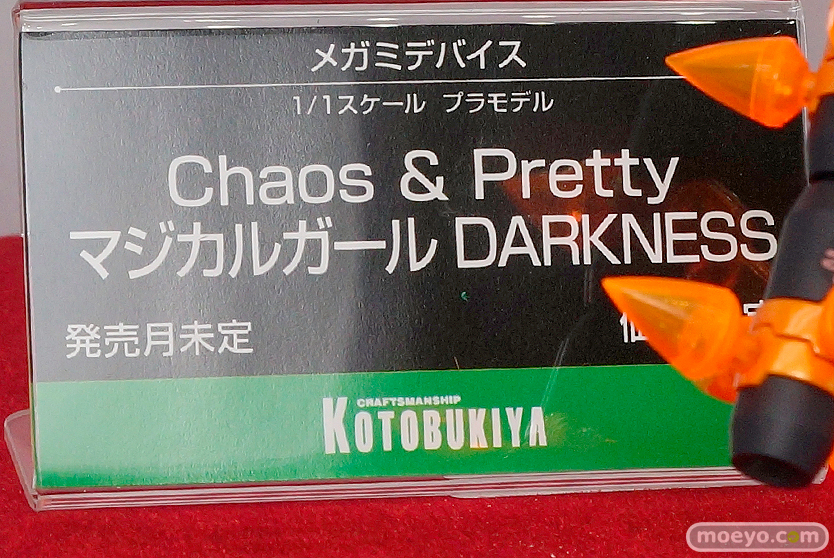 メガミデバイス
1/1スケール プラモデル
Chaos & Pretty
マジカルガール DARKNESS
発売月未定
CRAFTSMANSHIP
KOTOBUKIYA
moeyo.com